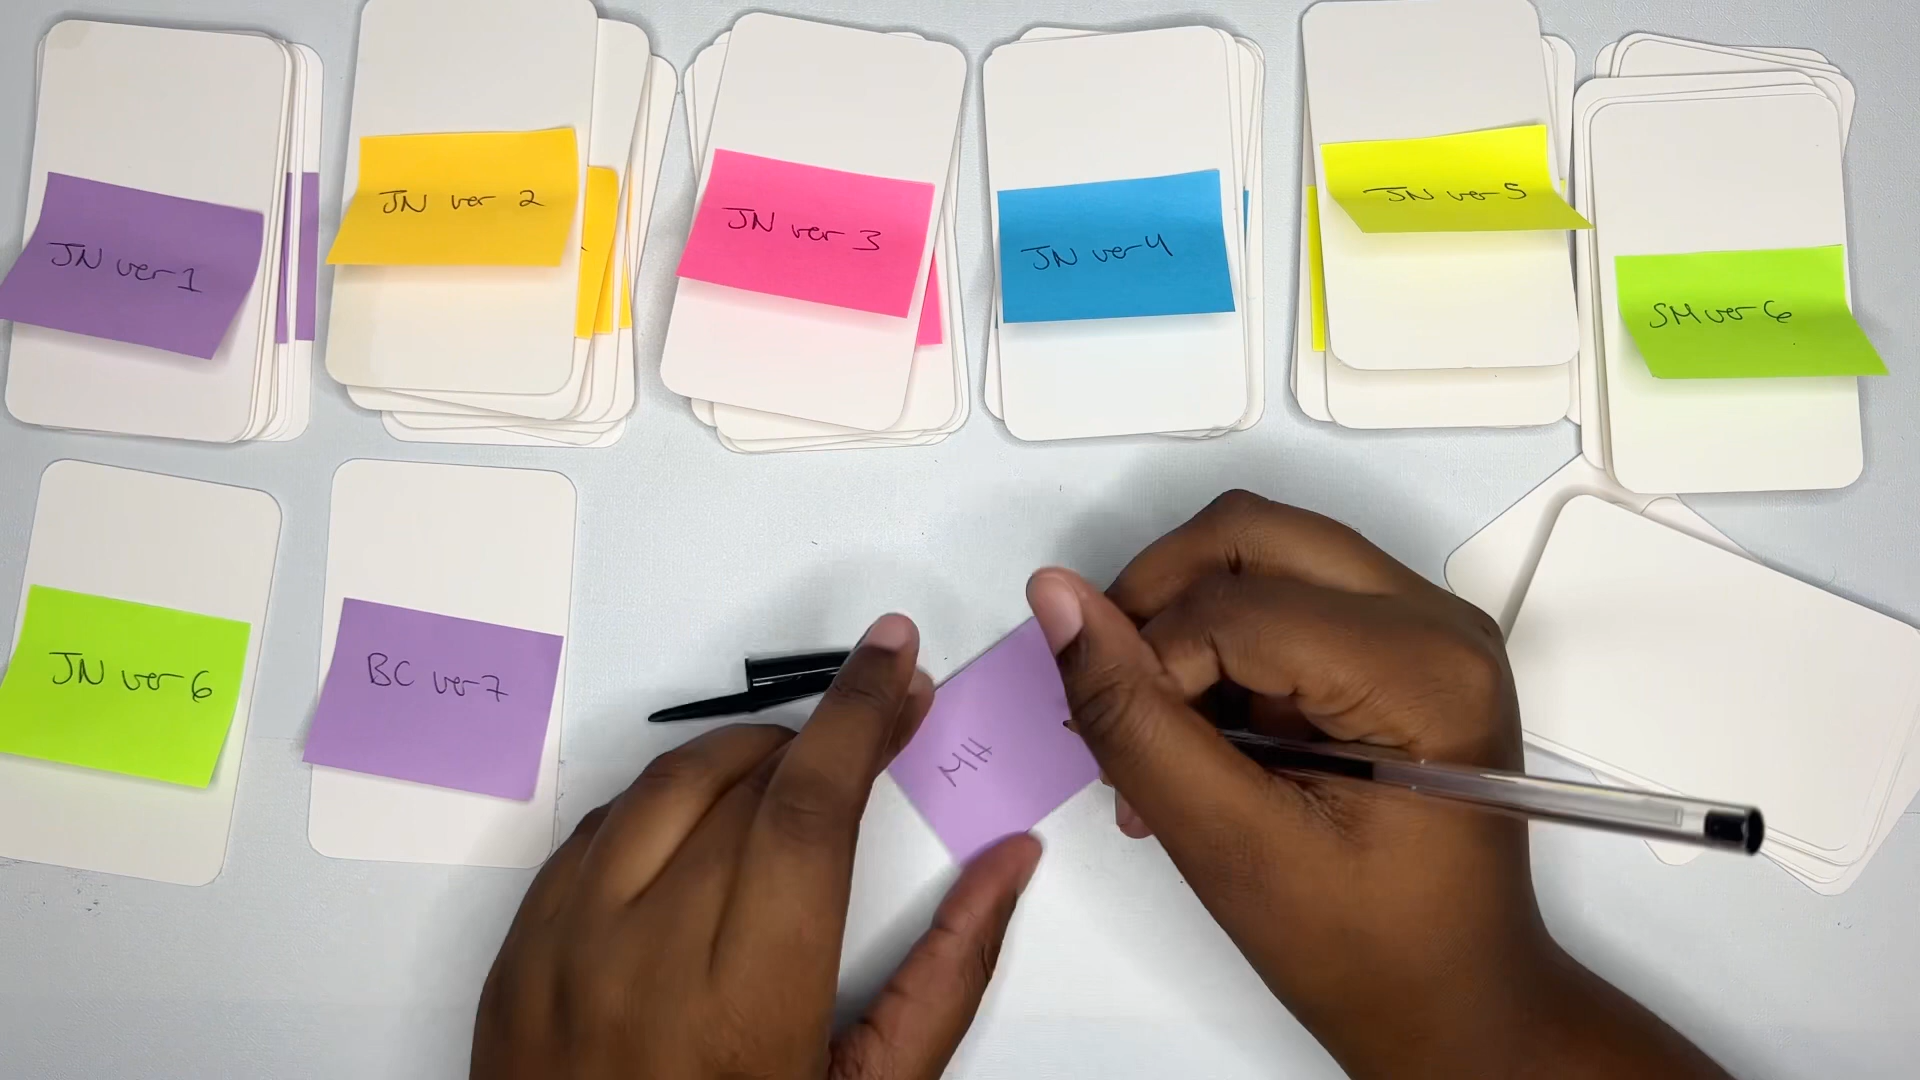 JN ver 1
JN ver 2
JN ver 3
JN ver 4
JN ver 5
SM ver 6
JN ver 6
BC ver 7
MH